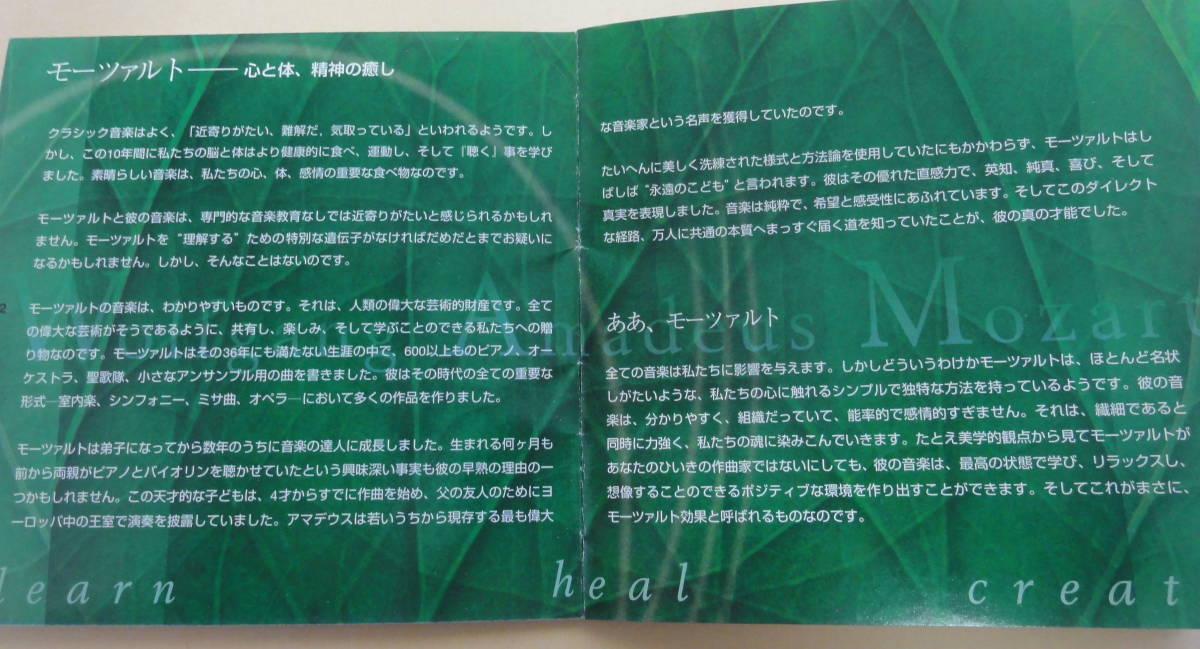 モーツァルト── 心と体、精神の癒し
クラシック音楽はよく、「近寄りがたい、難解だ、気取っている」といわれるようです。し
かし、この10年間に私たちの脳と体はより健康的に食べ、運動し、そして「聴く」事を学び
ました。素晴らしい音楽は、私たちの心、体、感情の重要な食べ物なのです。
モーツァルトと彼の音楽は、専門的な音楽教育なしでは近寄りがたいと感じられるかもしれ
ません。モーツァルトを “理解する” ための特別な遺伝子がなければだめだとまでお疑いに
なるかもしれません。しかし、そんなことはないのです。
モーツァルトの音楽は、わかりやすいものです。それは、人類の偉大な芸術的財産です。全て
の偉大な芸術がそうであるように、共有し、楽しみ、そして学ぶことのできる私たちへの贈
り物なのです。モーツァルトはその36年にも満たない生涯の中で、600以上ものピアノ、オー
ケストラ、聖歌隊、小さなアンサンブル用の曲を書きました。彼はその時代の全ての重要な
形式─室内楽、シンフォニー、ミサ曲、オペラ─において多くの作品を作りました。
モーツァルトは弟子になってから数年のうちに音楽の達人に成長しました。生まれる何ヶ月も
前から両親がピアノとバイオリンを聴かせていたという興味深い事実も彼の早熟の理由の一
つかもしれません。この天才的な子どもは、4才からすでに作曲を始め、父の友人のためにヨ
ーロッパ中の王室で演奏を披露していました。アマデウスは若いうちから現存する最も偉大
2
learn
な音楽家という名声を獲得していたのです。
たいへんに美しく洗練された様式と方法論を使用していたにもかかわらず、モーツァルトはし
ばしば “永遠のこども” と言われます。彼はその優れた直感力で、英知、純真、喜び、そして
真実を表現しました。音楽は純粋で、希望と感受性にあふれています。そしてこのダイレクト
な経路、万人に共通の本質へまっすぐ届く道を知っていたことが、彼の真の才能でした。
Wolfgang Amadeus Mozart
ああ、モーツァルト
全ての音楽は私たちに影響を与えます。しかしどういうわけかモーツァルトは、ほとんど名状
しがたいような、私たちの心に触れるシンプルで独特な方法を持っているようです。彼の音
楽は、分かりやすく、組織だっていて、能率的で感情的すぎません。それは、繊細であると
同時に力強く、私たちの魂に染みこんでいきます。たとえ美学的観点から見てモーツァルトが
あなたのひいきの作曲家ではないにしても、彼の音楽は、最高の状態で学び、リラックスし、
想像することのできるポジティブな環境を作り出すことができます。そしてこれがまさに、
モーツァルト効果と呼ばれるものなのです。
heal
creat